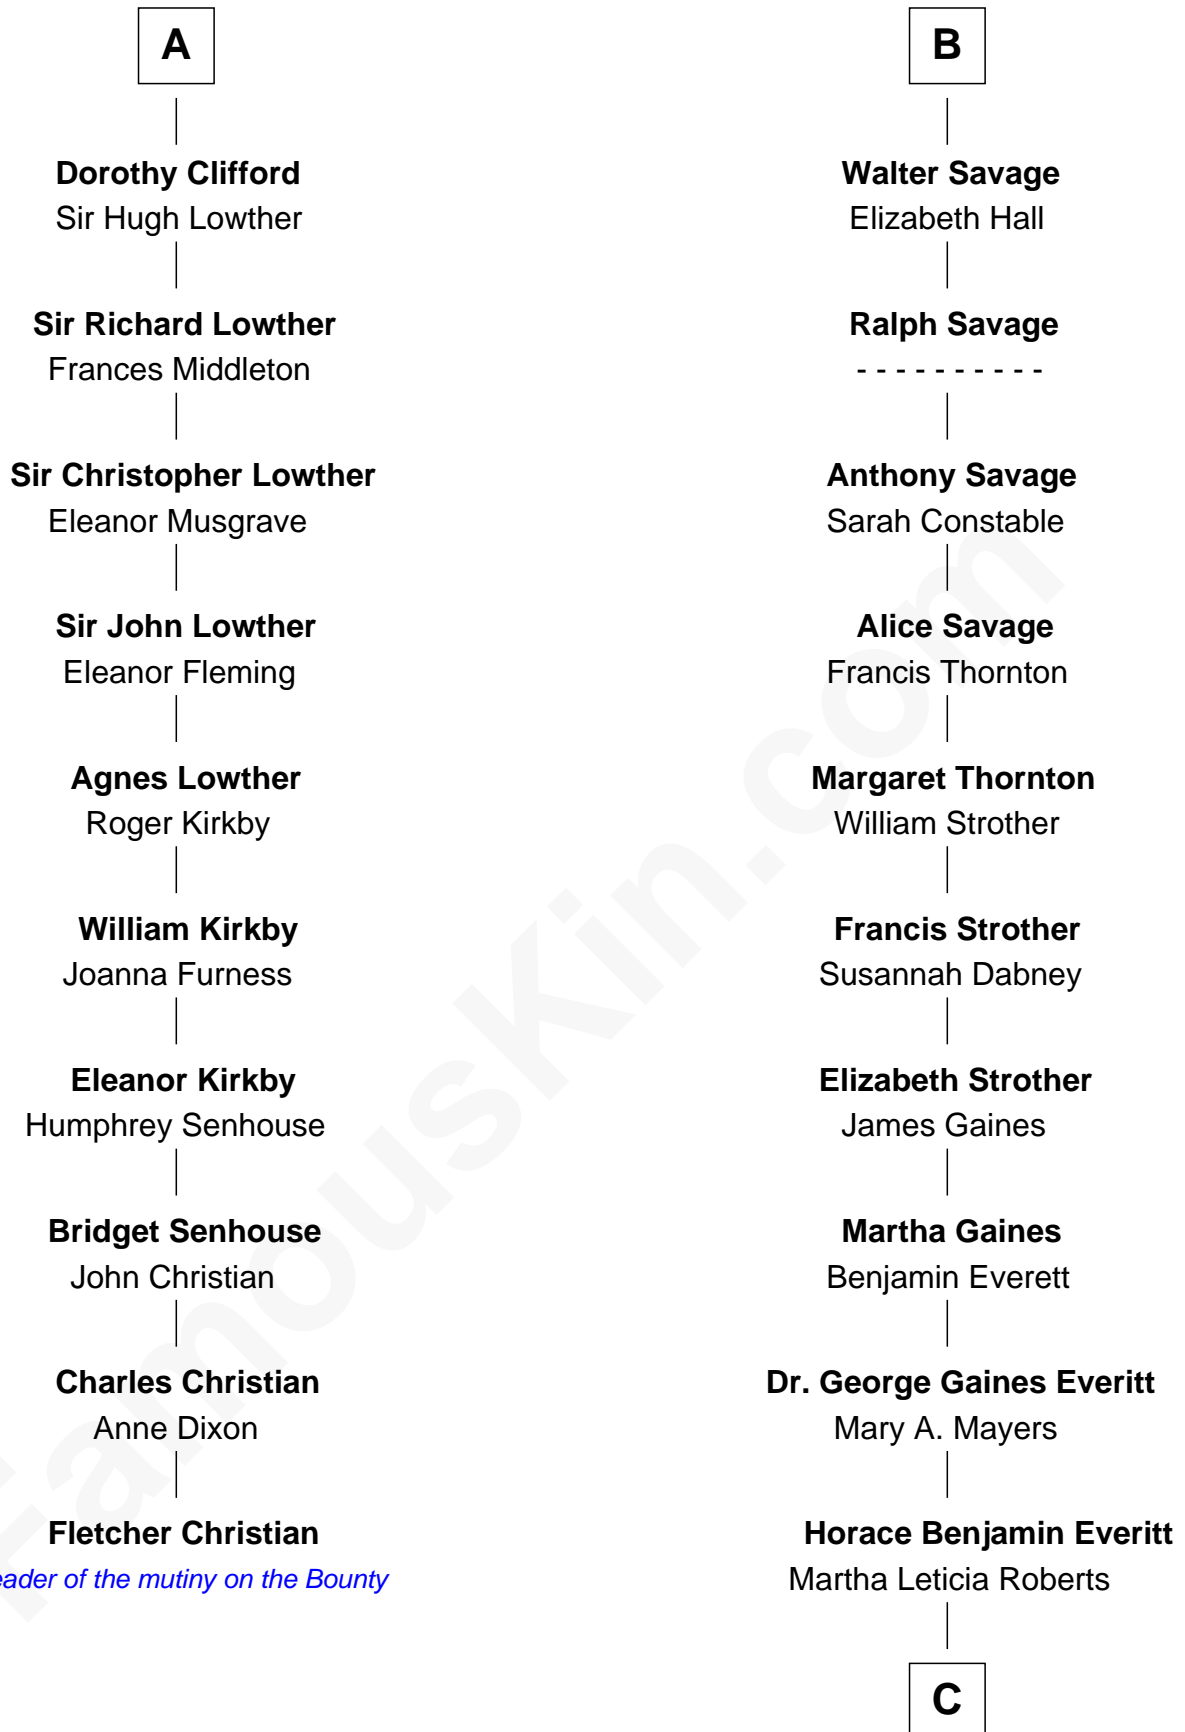 A
Dorothy Clifford
Sir Hugh Lowther
Sir Richard Lowther
Frances Middleton
Sir Christopher Lowther
Eleanor Musgrave
Sir John Lowther
Eleanor Fleming
Agnes Lowther
Roger Kirkby
William Kirkby
Joanna Furness
Eleanor Kirkby
Humphrey Senhouse
Bridget Senhouse
John Christian
Charles Christian
Anne Dixon
Fletcher Christian
eader of the mutiny on the Bounty
B
Walter Savage
Elizabeth Hall
Ralph Savage
- - - - - - - - - -
Anthony Savage
Sarah Constable
Alice Savage
Francis Thornton
Margaret Thornton
William Strother
Francis Strother
Susannah Dabney
Elizabeth Strother
James Gaines
Martha Gaines
Benjamin Everett
Dr. George Gaines Everitt
Mary A. Mayers
Horace Benjamin Everitt
Martha Leticia Roberts
C
FamousKin.com